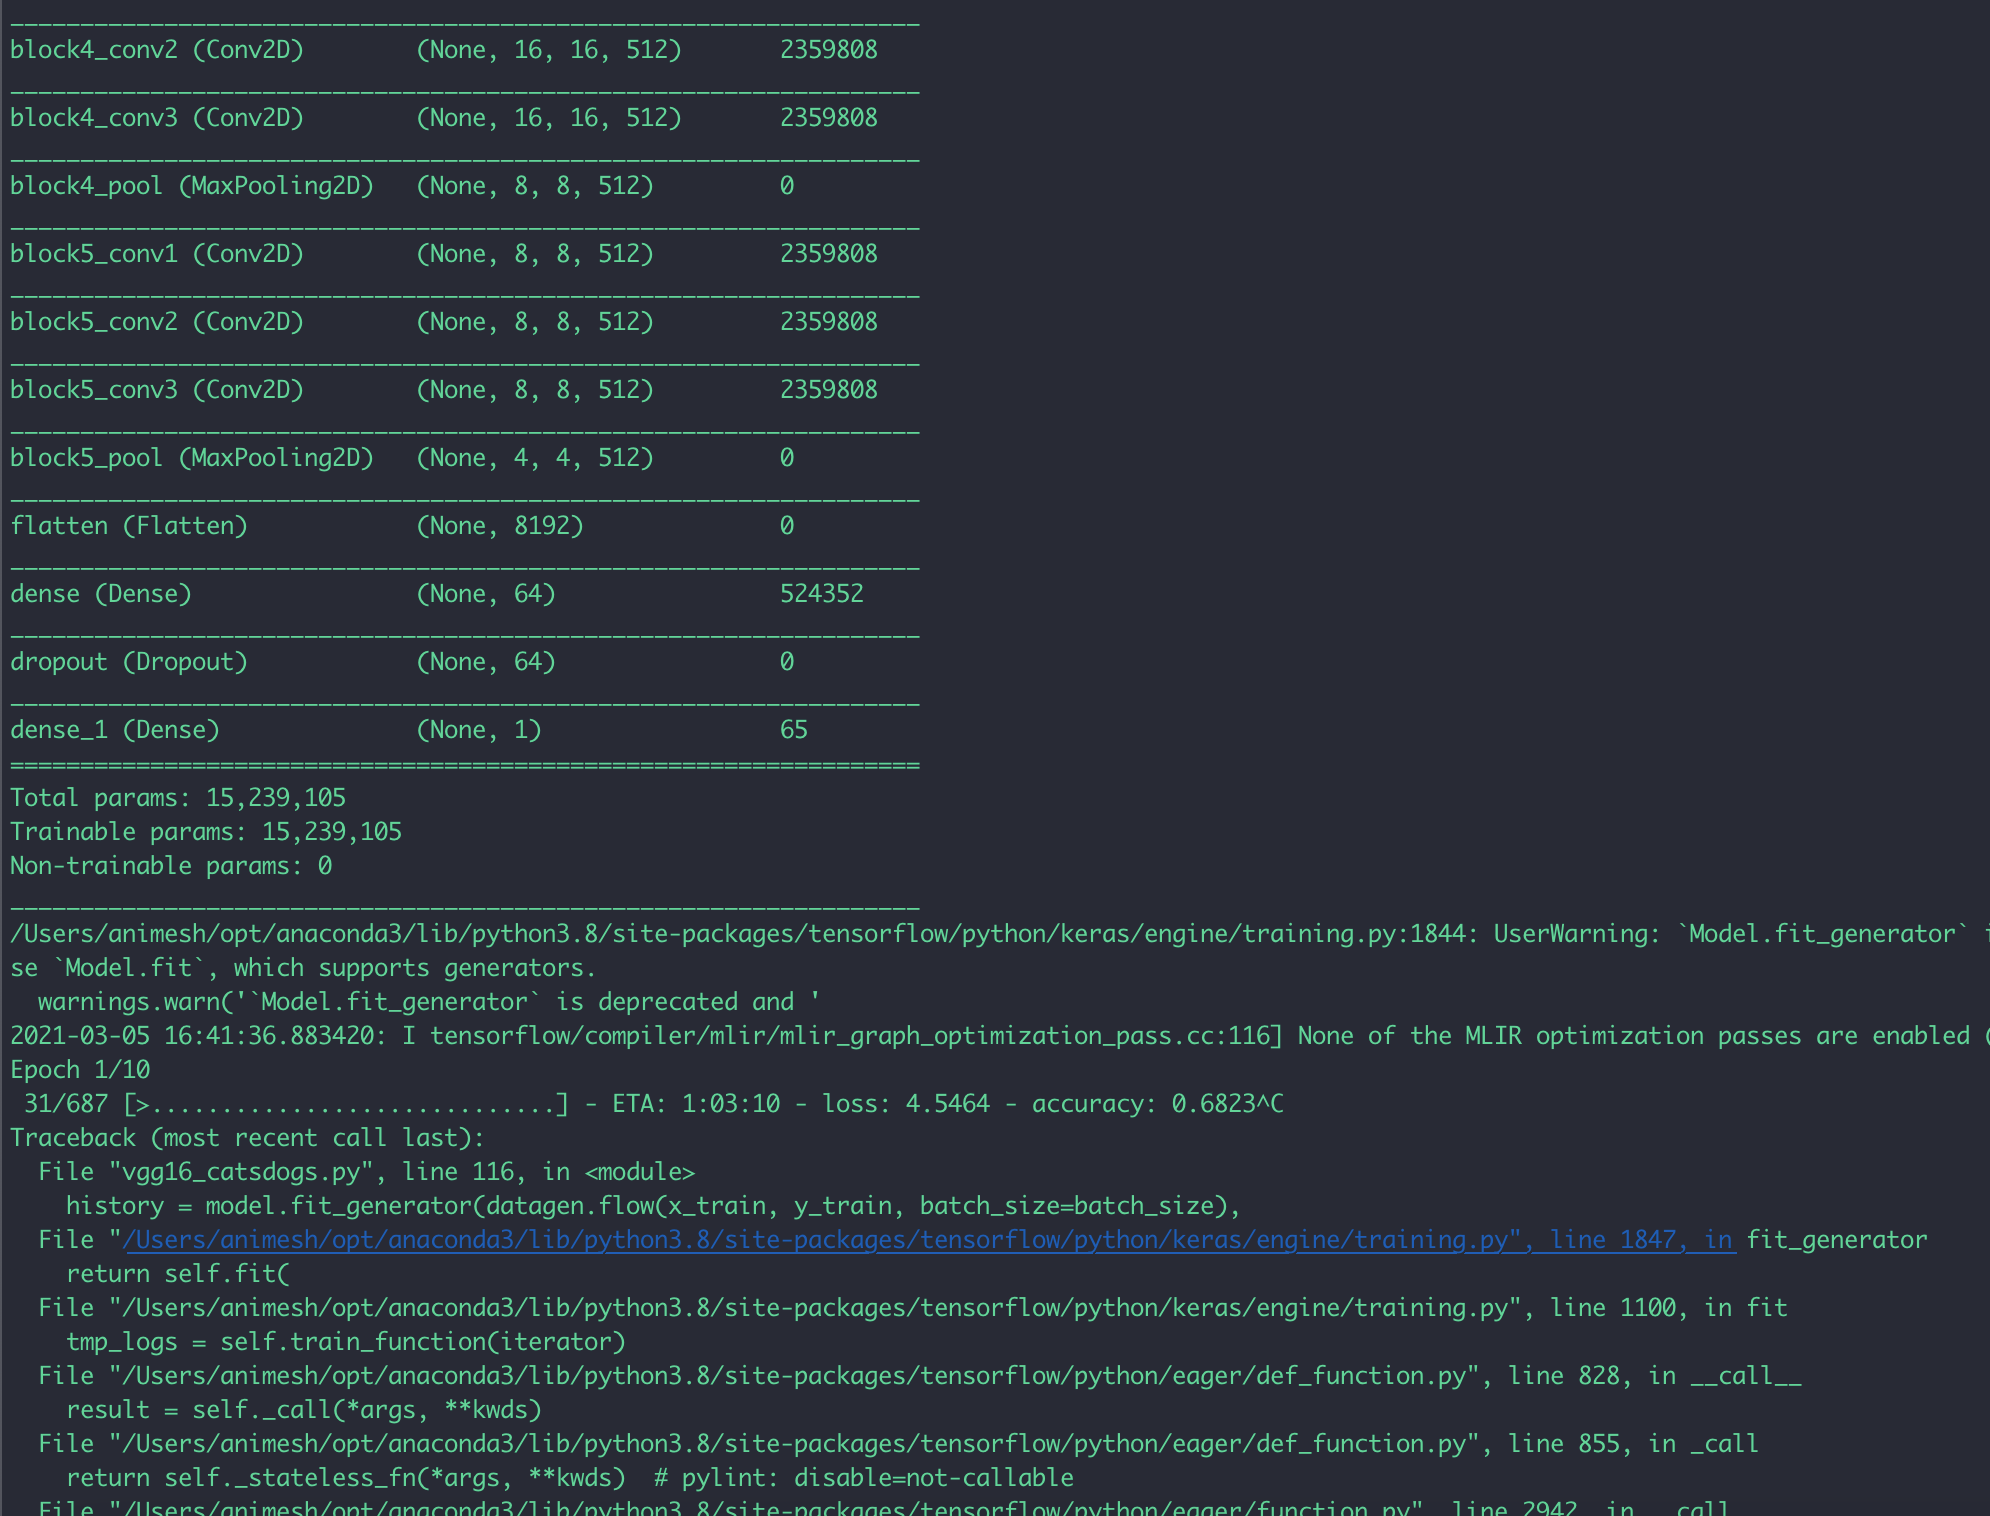 _________________________________________________________________
block4_conv2 (Conv2D)        (None, 16, 16, 512)       2359808
_________________________________________________________________
block4_conv3 (Conv2D)        (None, 16, 16, 512)       2359808
_________________________________________________________________
block4_pool (MaxPooling2D)   (None, 8, 8, 512)         0
_________________________________________________________________
block5_conv1 (Conv2D)        (None, 8, 8, 512)         2359808
_________________________________________________________________
block5_conv2 (Conv2D)        (None, 8, 8, 512)         2359808
_________________________________________________________________
block5_conv3 (Conv2D)        (None, 8, 8, 512)         2359808
_________________________________________________________________
block5_pool (MaxPooling2D)   (None, 4, 4, 512)         0
_________________________________________________________________
flatten (Flatten)            (None, 8192)              0
_________________________________________________________________
dense (Dense)                (None, 64)                524352
_________________________________________________________________
dropout (Dropout)            (None, 64)                0
_________________________________________________________________
dense_1 (Dense)              (None, 1)                 65
=================================================================
Total params: 15,239,105
Trainable params: 15,239,105
Non-trainable params: 0
_________________________________________________________________
/Users/animesh/opt/anaconda3/lib/python3.8/site-packages/tensorflow/python/keras/engine/training.py:1844: UserWarning: `Model.fit_generator`
se `Model.fit`, which supports generators.
  warnings.warn('`Model.fit_generator` is deprecated and '
2021-03-05 16:41:36.883420: I tensorflow/compiler/mlir/mlir_graph_optimization_pass.cc:116] None of the MLIR optimization passes are enabled (
Epoch 1/10
 31/687 [>.............................] - ETA: 1:03:10 - loss: 4.5464 - accuracy: 0.6823^C
Traceback (most recent call last):
  File "vgg16_catsdogs.py", line 116, in <module>
    history = model.fit_generator(datagen.flow(x_train, y_train, batch_size=batch_size),
  File "/Users/animesh/opt/anaconda3/lib/python3.8/site-packages/tensorflow/python/keras/engine/training.py", line 1847, in fit_generator
    return self.fit(
  File "/Users/animesh/opt/anaconda3/lib/python3.8/site-packages/tensorflow/python/keras/engine/training.py", line 1100, in fit
    tmp_logs = self.train_function(iterator)
  File "/Users/animesh/opt/anaconda3/lib/python3.8/site-packages/tensorflow/python/eager/def_function.py", line 828, in __call__
    result = self._call(*args, **kwds)
  File "/Users/animesh/opt/anaconda3/lib/python3.8/site-packages/tensorflow/python/eager/def_function.py", line 855, in _call
    return self._stateless_fn(*args, **kwds)  # pylint: disable=not-callable
  File "/Users/animesh/opt/anaconda3/lib/python3.8/site-packages/tensorflow/python/eager/function.py", line 2942, in __call__